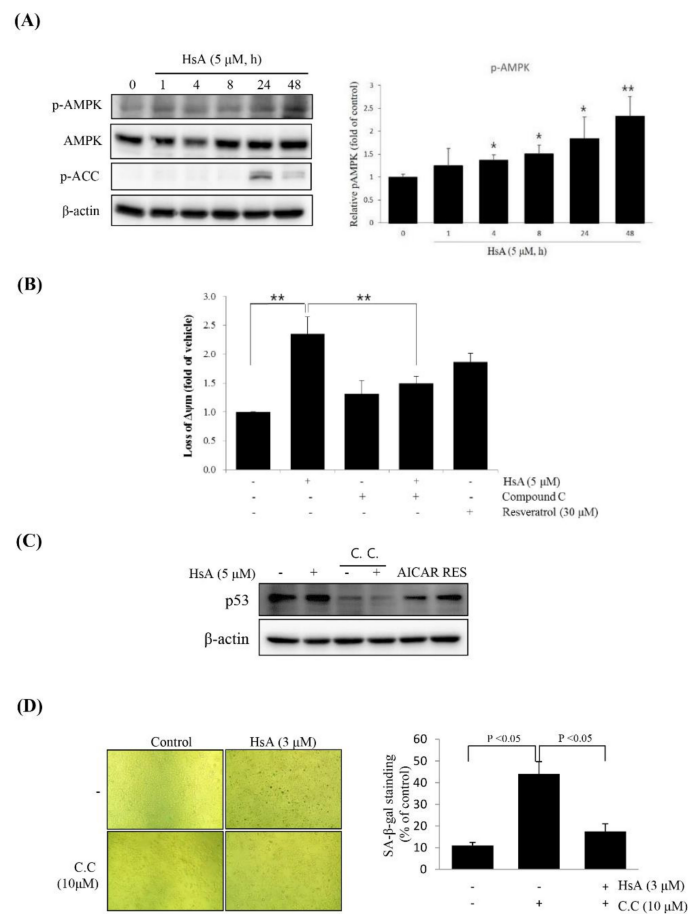 (A)
HsA (5 μM, h)
0 1 4 8 24 48
p-AMPK
AMPK
p-ACC
β-actin
p-AMPK
Relative pAMPK (fold of control)
3
2.5
2
1.5
1
0.5
0
* * * **
0 1 4 8 24 48
HsA (5 μM, h)
(B)
Loss of Δψm (fold of vehicle)
3.0
2.5
2.0
1.5
1.0
0.5
0.0
** **
- + - + - HsA (5 μM)
- - + + - Compound C
- - - - + Resveratrol (30 μM)
(C)
C. C.
HsA (5 μM) - + - + AICAR RES
p53
β-actin
(D)
Control HsA (3 μM)
-
C.C
(10μM)
SA-β-gal stainding
(% of control)
60
50
40
30
20
10
0
P <0.05 P <0.05
- - + HsA (3 μM)
- + + C.C (10 μM)